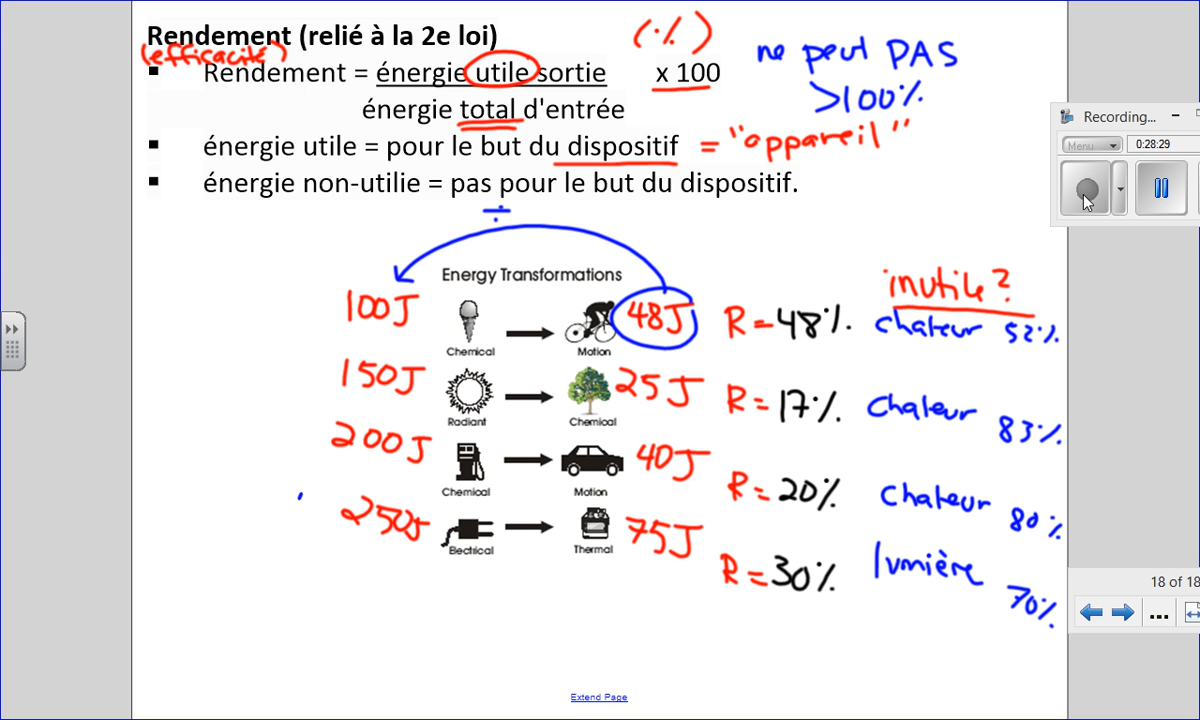 Rendement (relié à la 2e loi)
(efficacité)
(%)
Rendement = énergie utile sortie x 100
énergie total d'entrée
ne peut PAS
>100%
énergie utile = pour le but du dispositif = "appareil"
énergie non-utilie = pas pour le but du dispositif.
Recording...
Menu
0:28:29
÷
Energy Transformations
inutile?
100J 48J R = 48% chaleur 52%
Chemical Motion
150J 25J R = 17% chaleur 83%
Radiant Chemical
200J 40J R = 20% chaleur 80%
Chemical Motion
250J 75J R = 30% lumière 70%
Electrical Thermal
18 of 18
...
Extend Page